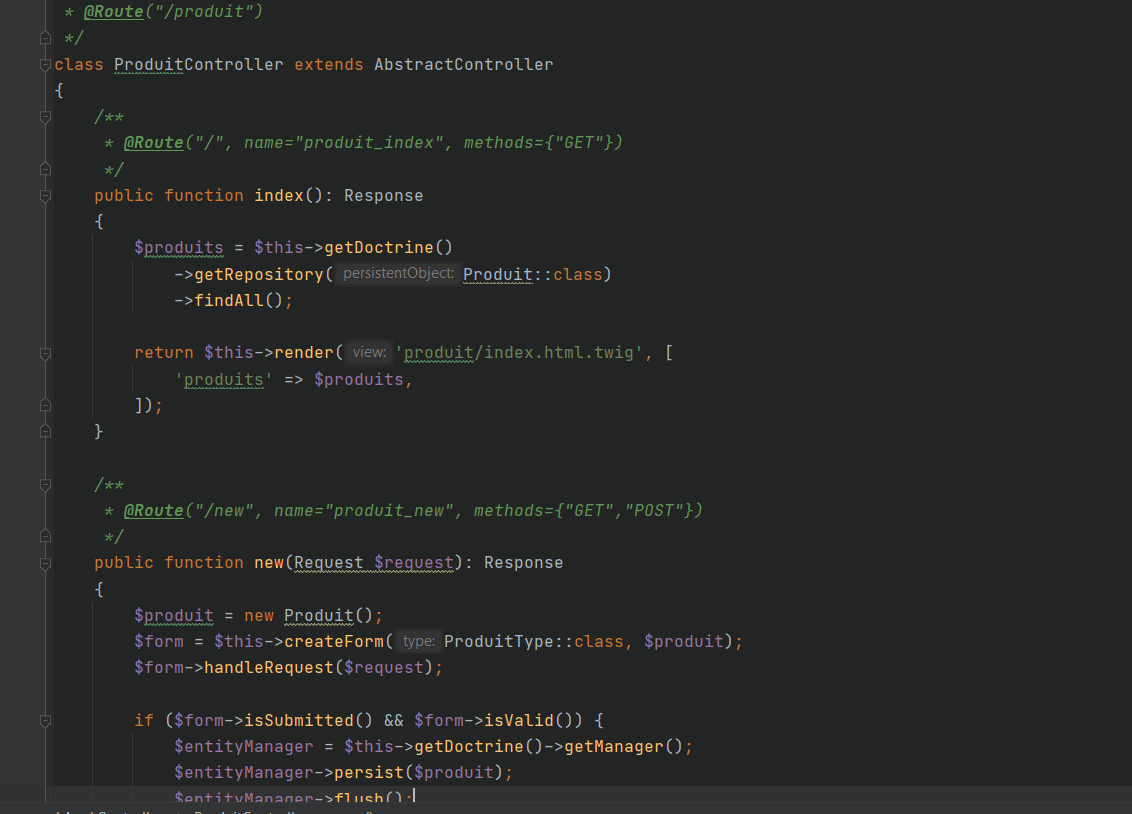 * @Route("/produit")
*/
class ProduitController extends AbstractController
{
/**
* @Route("/", name="produit_index", methods={"GET"})
*/
public function index(): Response
{
$produits = $this->getDoctrine()
->getRepository( persistentObject: Produit::class)
->findAll();
return $this->render( view: 'produit/index.html.twig', [
'produits' => $produits,
]);
}
/**
* @Route("/new", name="produit_new", methods={"GET","POST"})
*/
public function new(Request $request): Response
{
$produit = new Produit();
$form = $this->createForm( type: ProduitType::class, $produit);
$form->handleRequest($request);
if ($form->isSubmitted() && $form->isValid()) {
$entityManager = $this->getDoctrine()->getManager();
$entityManager->persist($produit);
$entityManager->flush();